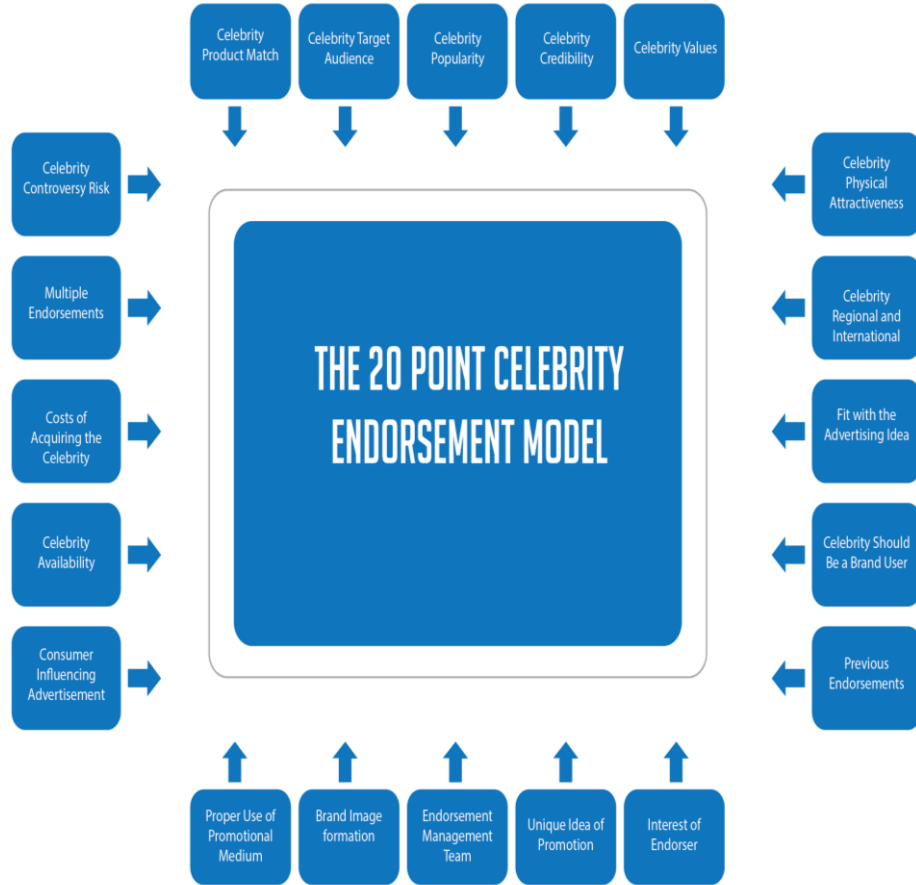 Celebrity
Product Match
Celebrity Target
Audience
Celebrity
Popularity
Celebrity
Credibility
Celebrity Values
Celebrity
Controversy Risk
Multiple
Endorsements
Costs of
Acquiring the
Celebrity
Celebrity
Availability
Consumer
Influencing
Advertisement
THE 20 POINT CELEBRITY
ENDORSEMENT MODEL
Celebrity
Physical
Attractiveness
Celebrity
Regional and
International
Fit with the
Advertising Idea
Celebrity Should
Be a Brand User
Previous
Endorsements
Proper Use of
Promotional
Medium
Brand Image
formation
Endorsement
Management
Team
Unique Idea of
Promotion
Interest of
Endorser